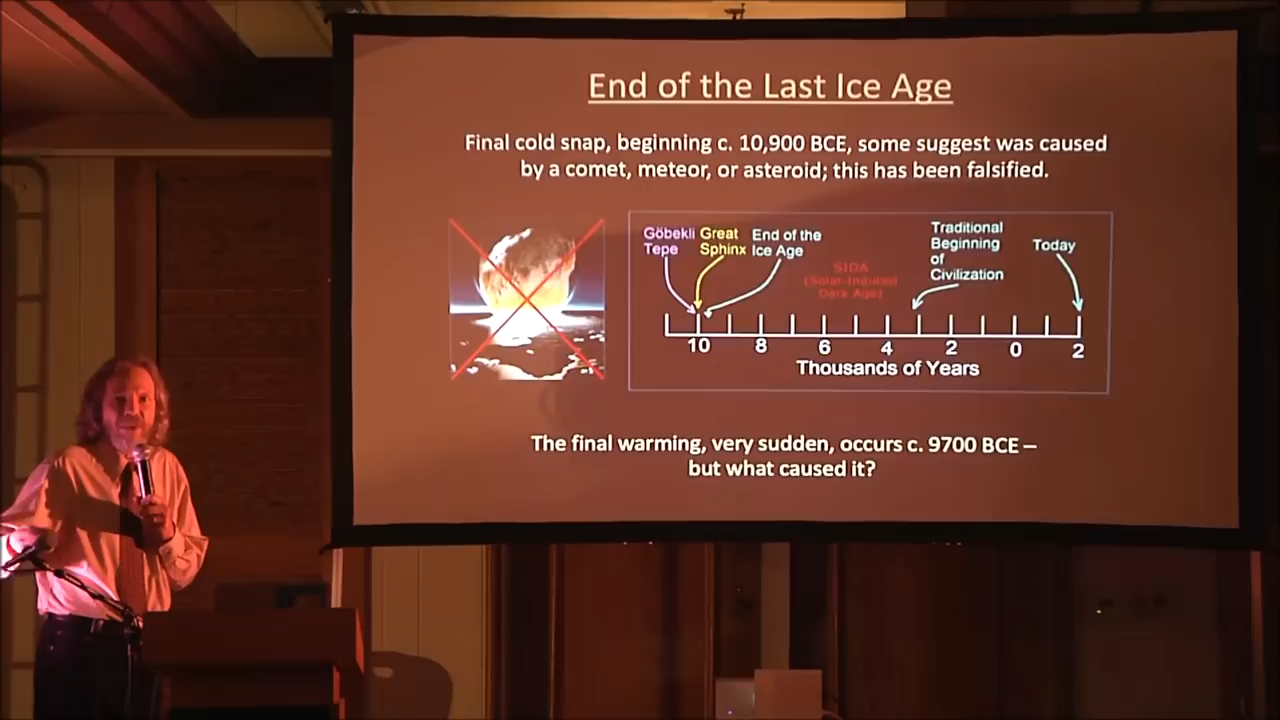 End of the Last Ice Age
Final cold snap, beginning c. 10,900 BCE, some suggest was caused
by a comet, meteor, or asteroid; this has been falsified.
Göbekli
Tepe
Great
Sphinx
End of the
Ice Age
SIDA
(Solar-Induced
Dark Age)
Traditional
Beginning
of
Civilization
Today
10 8 6 4 2 0 2
Thousands of Years
The final warming, very sudden, occurs c. 9700 BCE –
but what caused it?